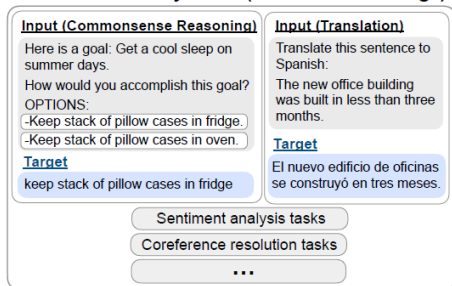 Input (Commonsense Reasoning)
Here is a goal: Get a cool sleep on
summer days.
How would you accomplish this goal?
OPTIONS:
-Keep stack of pillow cases in fridge.
-Keep stack of pillow cases in oven.
Target
keep stack of pillow cases in fridge
Input (Translation)
Translate this sentence to
Spanish:
The new office building
was built in less than three
months.
Target
El nuevo edificio de oficinas
se construyó en tres meses.
Sentiment analysis tasks
Coreference resolution tasks
...